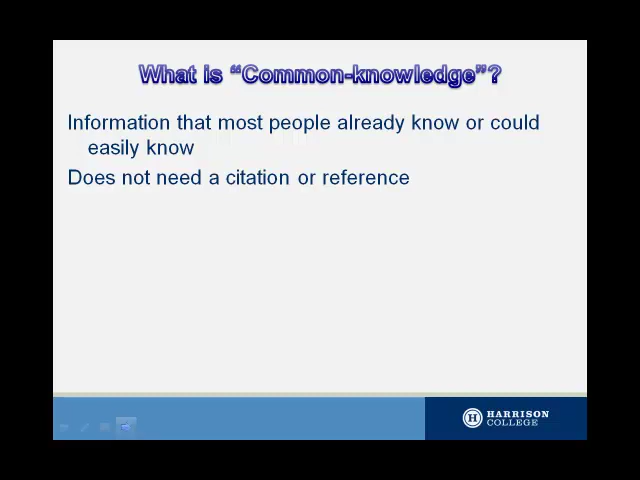 What is “Common-knowledge”?
Information that most people already know or could
easily know
Does not need a citation or reference
H HARRISON
COLLEGE